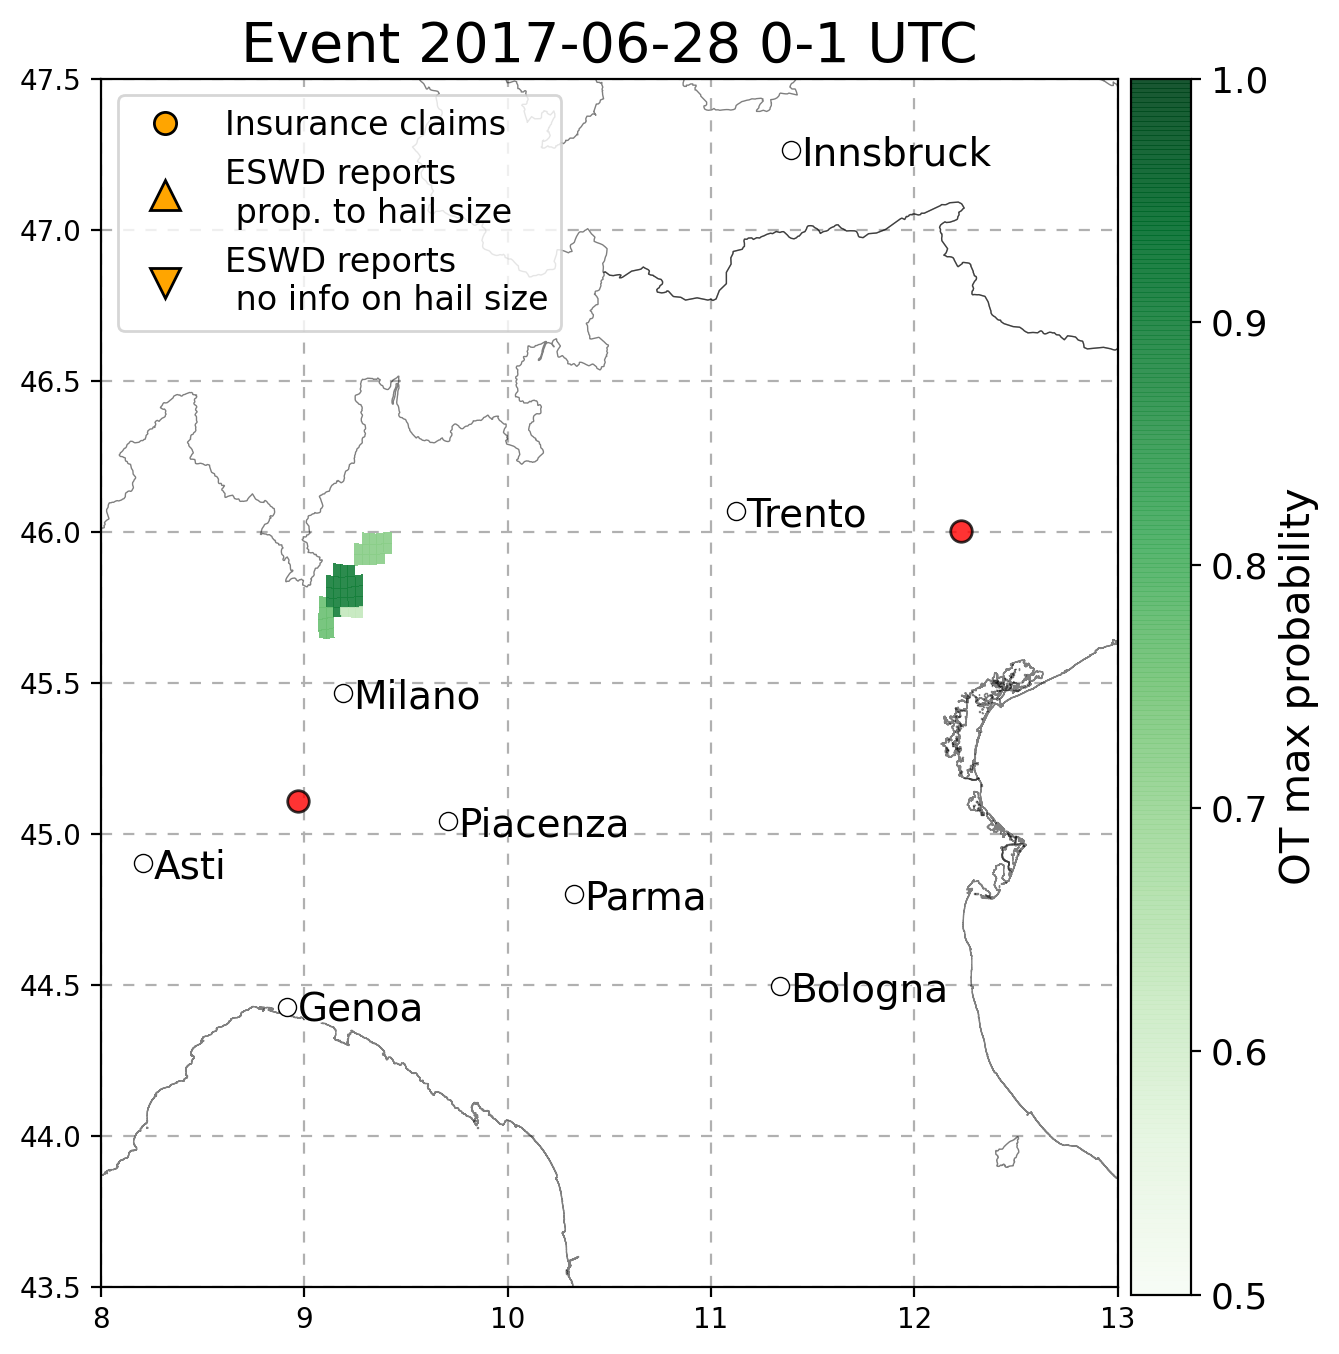 Event 2017-06-28 0-1 UTC
47.5
47.0
46.5
46.0
45.5
45.0
44.5
44.0
43.5
8
9
10
11
12
13
Insurance claims
ESWD reports
prop. to hail size
ESWD reports
no info on hail size
Innsbruck
Trento
Milano
Piacenza
Asti
Parma
Bologna
Genoa
1.0
0.9
0.8
0.7
0.6
0.5
OT max probability